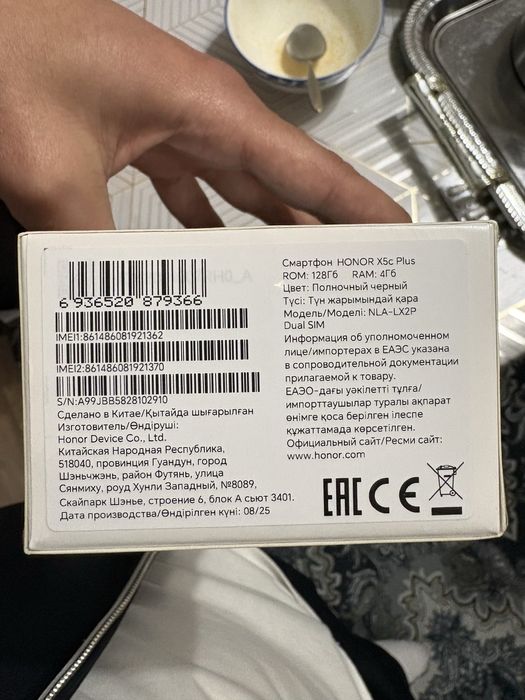 6 936520 879366
IMEI1:861486081921362
IMEI2:861486081921370
S/N:A99JBB5828102910
Сделано в Китае/Қытайда шығарылған
Изготовитель/Өндіруші:
Honor Device Co., Ltd.
Китайская Народная Республика,
518040, провинция Гуандун, город
Шэньчжэнь, район Футянь, улица
Сянмиху, роуд Хунли Западный, №8089,
Скайпарк Шэнье, строение 6, блок А сьют 3401.
Дата производства/Өндірілген күні: 08/25
Смартфон HONOR X5c Plus
ROM: 128Гб RAM: 4Гб
Цвет: Полночный черный
Түсі: Түн жарымындай қара
Модель/Моделі: NLA-LX2P
Dual SIM
Информация об уполномоченном
лице/импортерах в ЕАЭС указана
в сопроводительной документации
прилагаемой к товару.
ЕАЭО-дағы уәкілетті тұлға/
импорттаушылар туралы ақпарат
өнімге қоса берілген ілеспе
құжаттамада көрсетілген.
Официальный сайт/Ресми сайт:
www.honor.com
EAC CE